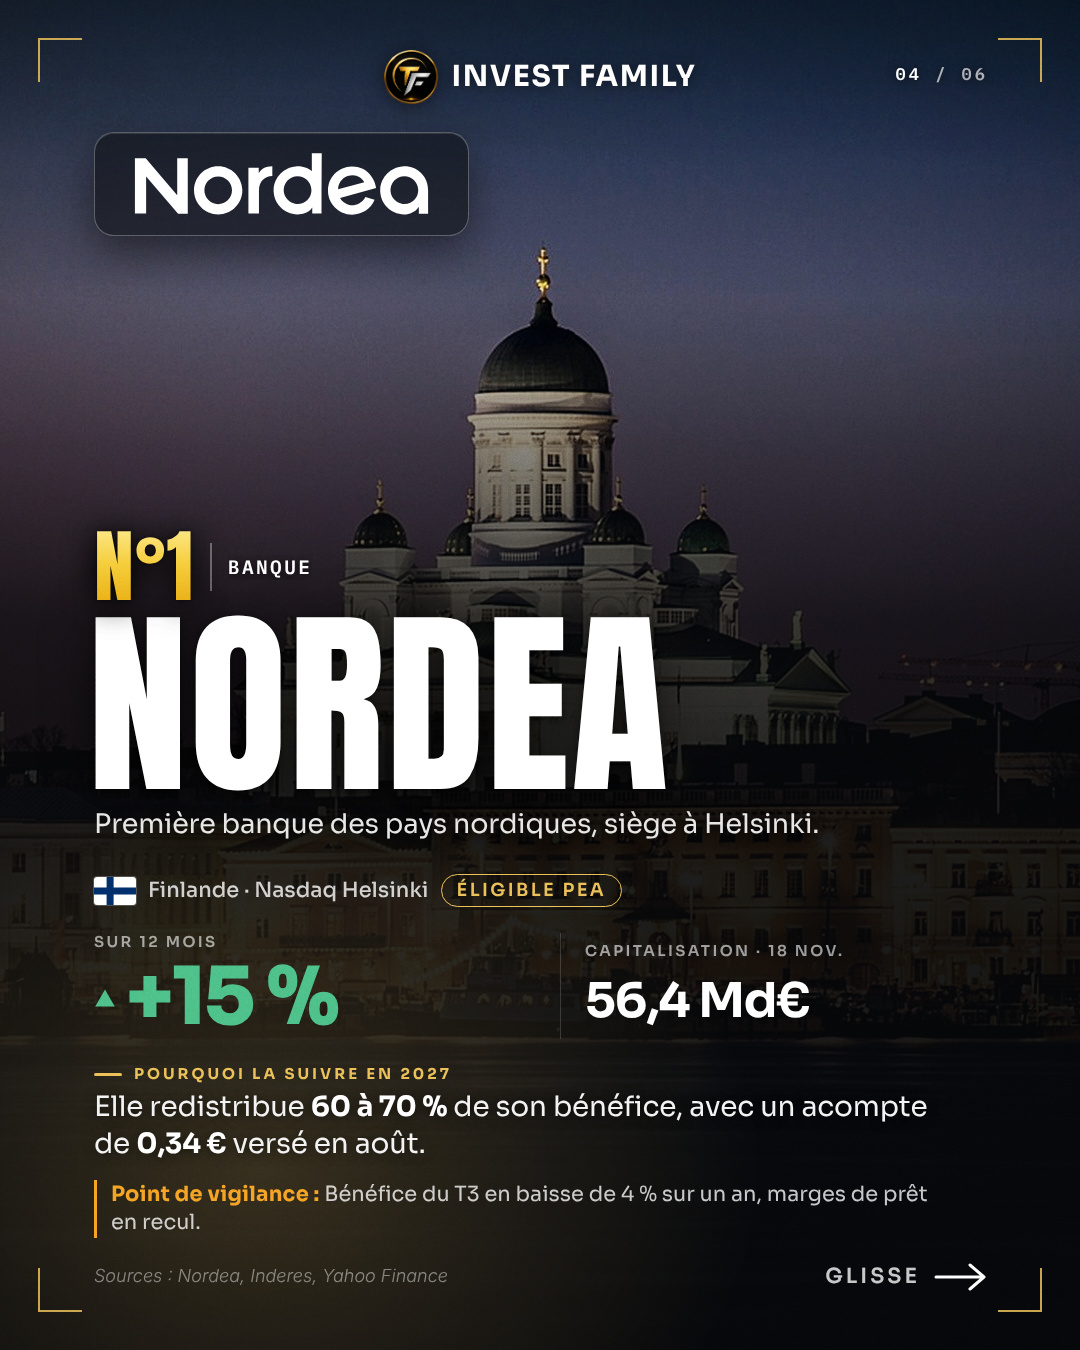 INVEST FAMILY
04 / 06
Nordea
N°1
BANQUE
NORDEA
Première banque des pays nordiques, siège à Helsinki.
Finlande · Nasdaq Helsinki
ÉLIGIBLE PEA
SUR 12 MOIS
▲ +15 %
CAPITALISATION · 18 NOV.
56,4 Md€
POURQUOI LA SUIVRE EN 2027
Elle redistribue 60 à 70 % de son bénéfice, avec un acompte
de 0,34 € versé en août.
Point de vigilance : Bénéfice du T3 en baisse de 4 % sur un an, marges de prêt
en recul.
Sources : Nordea, Inderes, Yahoo Finance
GLISSE →